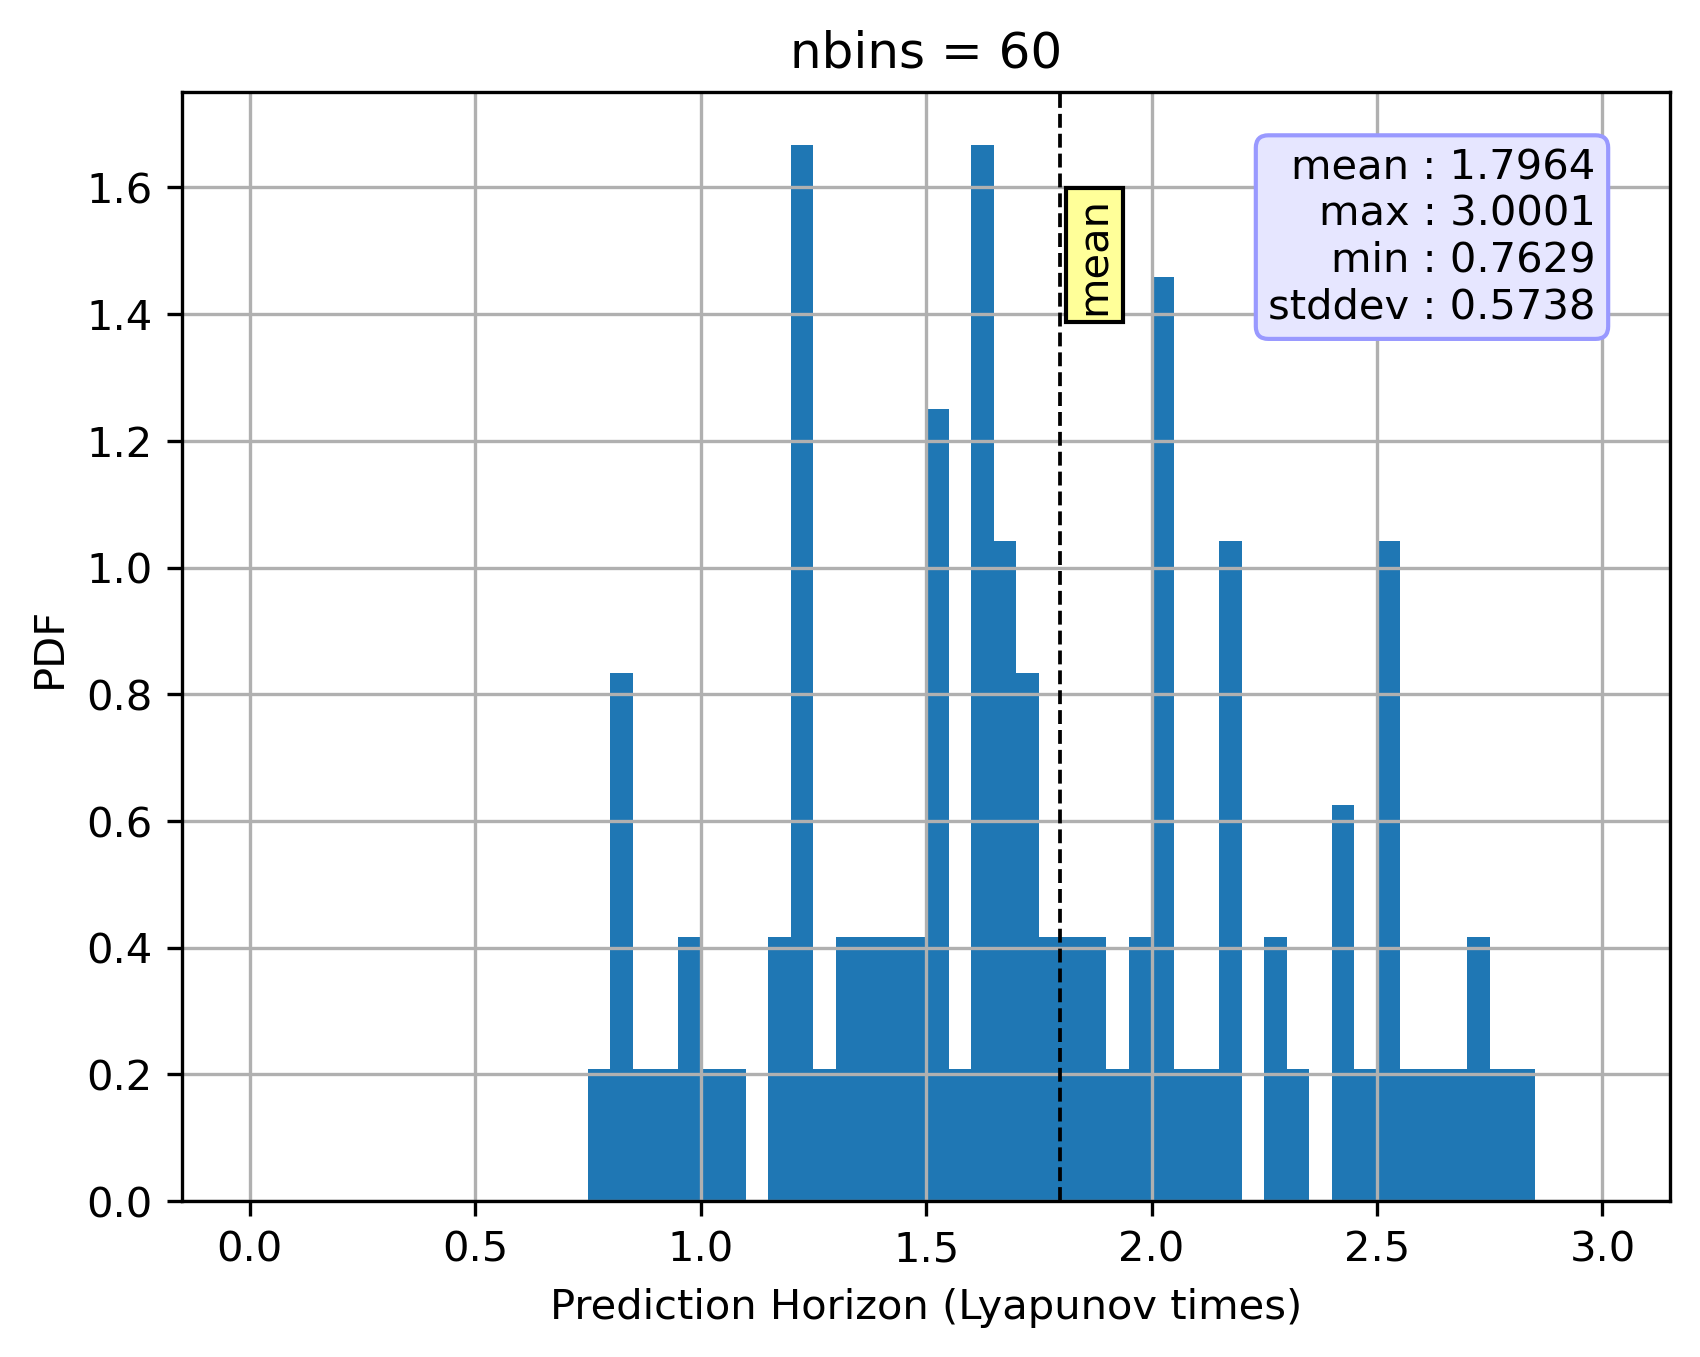 nbins = 60
mean : 1.7964
max : 3.0001
min : 0.7629
stddev : 0.5738
mean
PDF
1.6
1.4
1.2
1.0
0.8
0.6
0.4
0.2
0.0
0.0 0.5 1.0 1.5 2.0 2.5 3.0
Prediction Horizon (Lyapunov times)